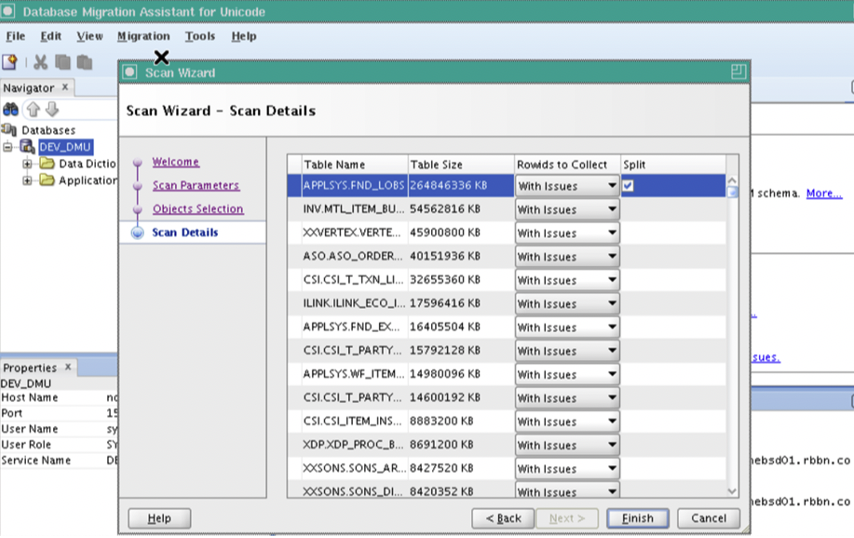 Database Migration Assistant for Unicode
File Edit View Migration Tools Help
Navigator x
Databases
DEV_DMU
Data Dictio
Application
Properties x
DEV_DMU
Host Name
Port 15
User Name sy
User Role SY
Service Name DE
Scan Wizard
Scan Wizard - Scan Details
Welcome
Scan Parameters
Objects Selection
Scan Details
Table Name Table Size Rowids to Collect Split
APPLSYS.FND_LOBS 264846336 KB With Issues
INV.MTL_ITEM_BU... 54562816 KB With Issues
XXVERTEX.VERTE... 45900800 KB With Issues
ASO.ASO_ORDER... 40151936 KB With Issues
CSI.CSI_T_TXN_LI... 32655360 KB With Issues
ILINK.ILINK_ECO_I... 17596416 KB With Issues
APPLSYS.FND_EX... 16405504 KB With Issues
CSI.CSI_T_PARTY... 15792128 KB With Issues
APPLSYS.WF_ITEM... 14980096 KB With Issues
CSI.CSI_T_PARTY... 14600192 KB With Issues
CSI.CSI_ITEM_INS... 8883200 KB With Issues
XDP.XDP_PROC_B... 8691200 KB With Issues
XXSONS.SONS_AR... 8427520 KB With Issues
XXSONS.SONS_DI... 8420352 KB With Issues
Help < Back Next > Finish Cancel
schema. More...
sues.
ebsd01.rbbn.co
ebsd01.rbbn.co